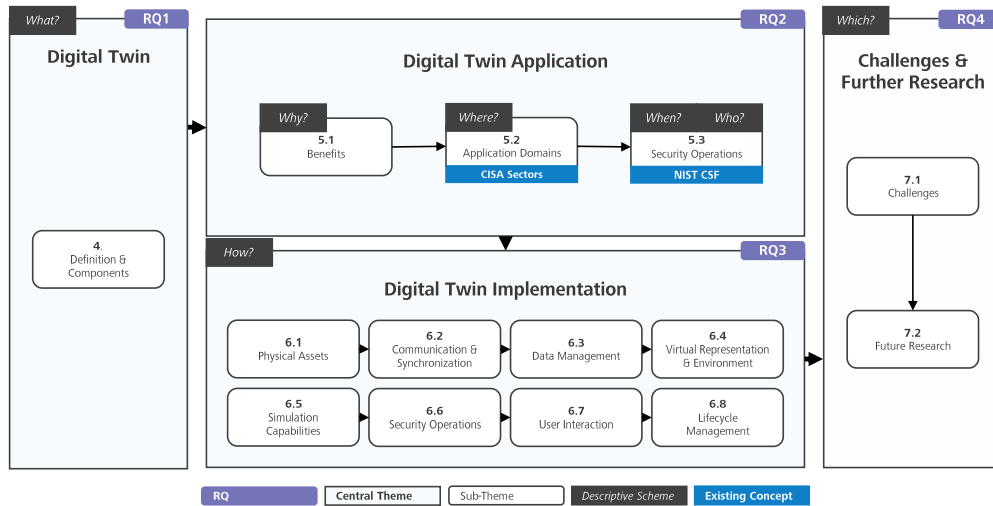 What?
RQ1
Digital Twin
4.
Definition &
Components
RQ2
Digital Twin Application
Why?
5.1
Benefits
Where?
5.2
Application Domains
CISA Sectors
When?
Who?
5.3
Security Operations
NIST CSF
How?
RQ3
Digital Twin Implementation
6.1
Physical Assets
6.2
Communication &
Synchronization
6.3
Data Management
6.4
Virtual Representation
& Environment
6.5
Simulation
Capabilities
6.6
Security Operations
6.7
User Interaction
6.8
Lifecycle
Management
Which?
RQ4
Challenges &
Further Research
7.1
Challenges
7.2
Future Research
RQ
Central Theme
Sub-Theme
Descriptive Scheme
Existing Concept